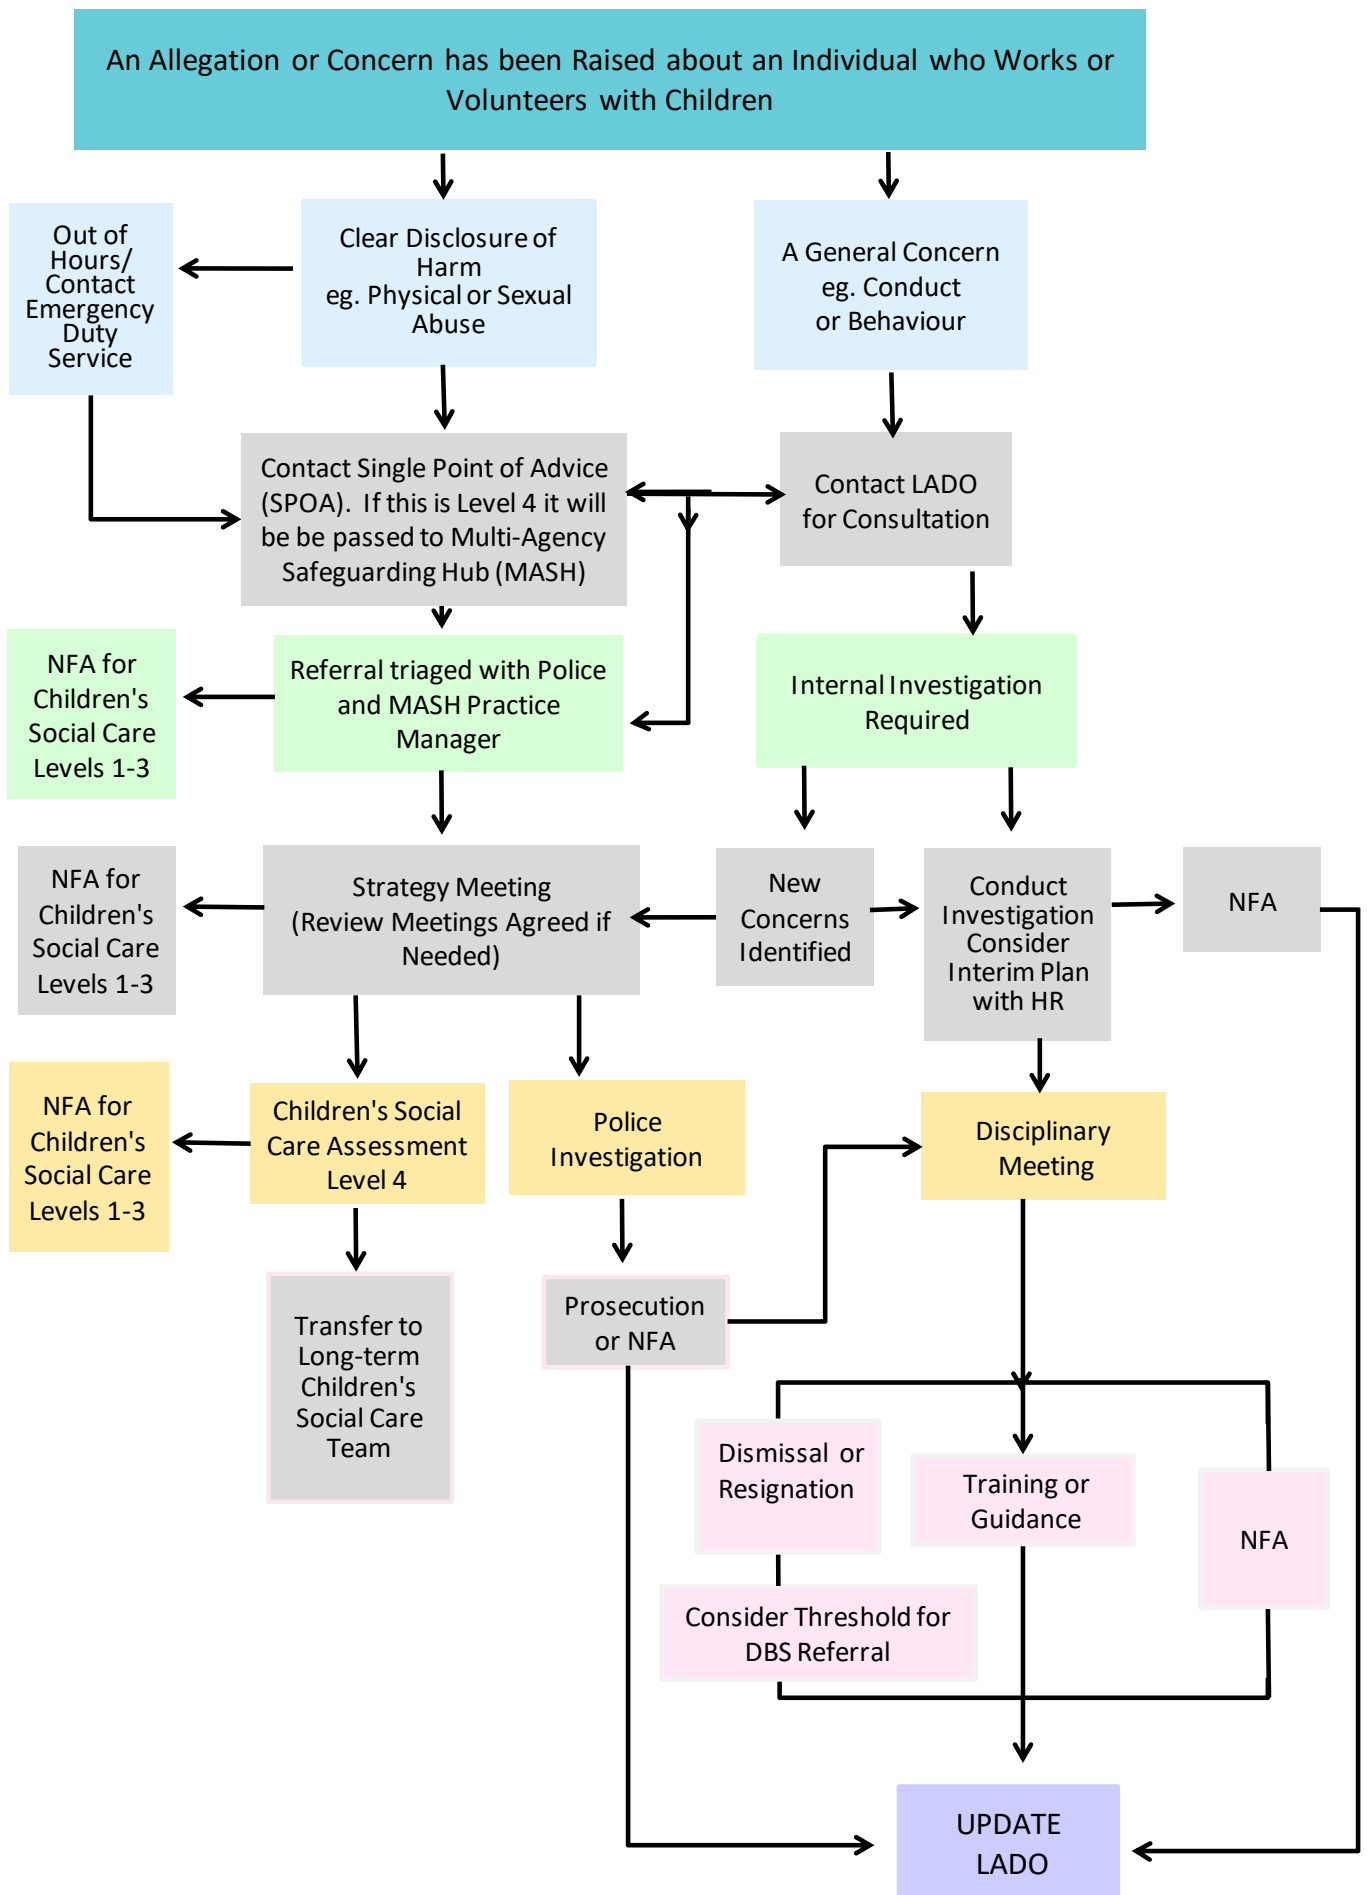 An Allegation or Concern has been Raised about an Individual who Works or
Volunteers with Children
Out of
Hours/
Contact
Emergency
Duty
Service
Clear Disclosure of
Harm
eg. Physical or Sexual
Abuse
A General Concern
eg. Conduct
or Behaviour
Contact Single Point of Advice
(SPOA). If this is Level 4 it will
be be passed to Multi-Agency
Safeguarding Hub (MASH)
Contact LADO
for Consultation
NFA for
Children's
Social Care
Levels 1-3
Referral triaged with Police
and MASH Practice
Manager
Internal Investigation
Required
NFA for
Children's
Social Care
Levels 1-3
Strategy Meeting
(Review Meetings Agreed if
Needed)
New
Concerns
Identified
Conduct
Investigation
Consider
Interim Plan
with HR
NFA
NFA for
Children's
Social Care
Levels 1-3
Children's Social
Care Assessment
Level 4
Police
Investigation
Disciplinary
Meeting
Transfer to
Long-term
Children's
Social Care
Team
Prosecution
or NFA
Dismissal or
Resignation
Training or
Guidance
NFA
Consider Threshold for
DBS Referral
UPDATE
LADO